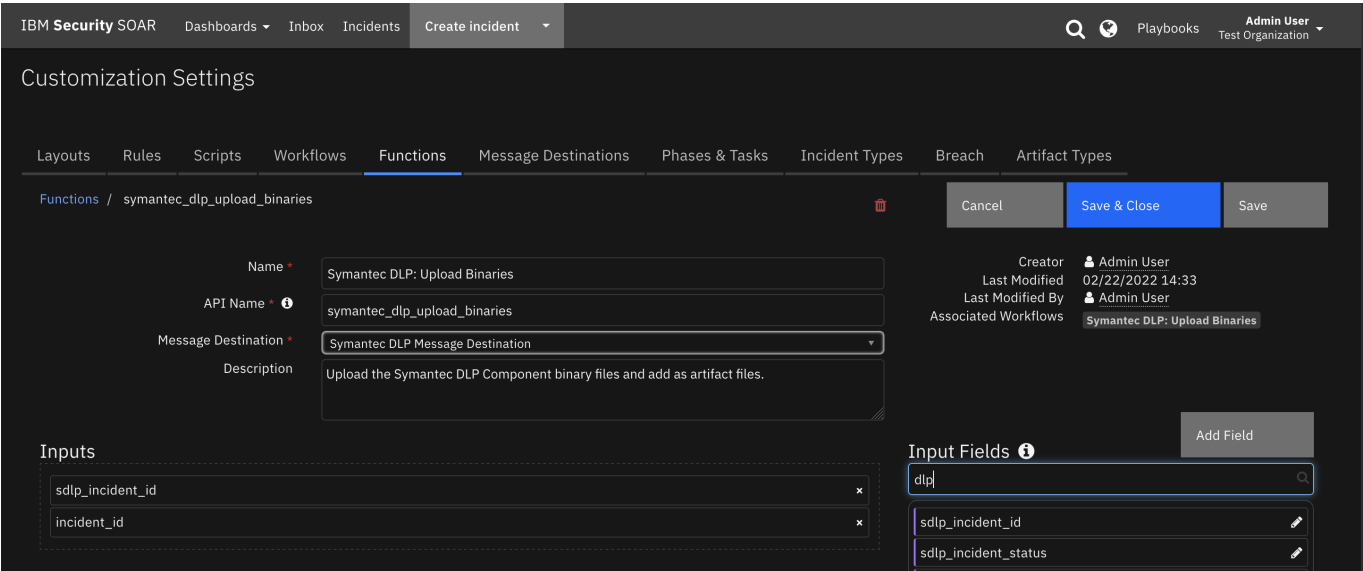 IBM Security SOAR Dashboards Inbox Incidents Create incident Playbooks Admin User
Test Organization
Customization Settings
Layouts Rules Scripts Workflows Functions Message Destinations Phases & Tasks Incident Types Breach Artifact Types
Functions / symantec_dlp_upload_binaries
Cancel Save & Close Save
Name * Symantec DLP: Upload Binaries
API Name * symantec_dlp_upload_binaries
Message Destination * Symantec DLP Message Destination
Description Upload the Symantec DLP Component binary files and add as artifact files.
Creator Admin User
Last Modified 02/22/2022 14:33
Last Modified By Admin User
Associated Workflows Symantec DLP: Upload Binaries
Add Field
Inputs
sdlp_incident_id ×
incident_id ×
Input Fields
dlp
sdlp_incident_id
sdlp_incident_status